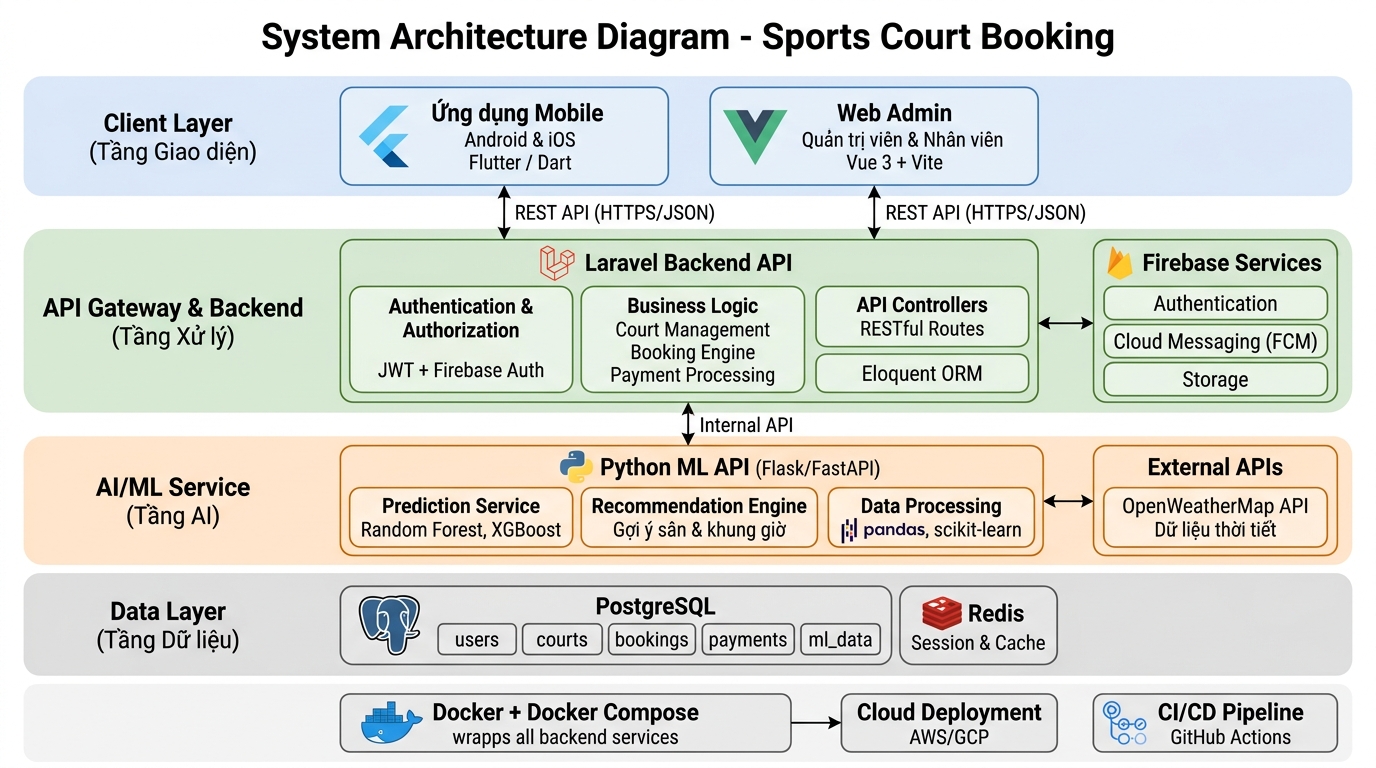 System Architecture Diagram - Sports Court Booking
Client Layer
(Tầng Giao diện)
Ứng dụng Mobile
Android & iOS
Flutter / Dart
Web Admin
Quản trị viên & Nhân viên
Vue 3 + Vite
REST API (HTTPS/JSON)
REST API (HTTPS/JSON)
API Gateway & Backend
(Tầng Xử lý)
Laravel Backend API
Authentication &
Authorization
JWT + Firebase Auth
Business Logic
Court Management
Booking Engine
Payment Processing
API Controllers
RESTful Routes
Eloquent ORM
Firebase Services
Authentication
Cloud Messaging (FCM)
Storage
Internal API
AI/ML Service
(Tầng AI)
Python ML API (Flask/FastAPI)
Prediction Service
Random Forest, XGBoost
Recommendation Engine
Gợi ý sân & khung giờ
Data Processing
pandas, scikit-learn
External APIs
OpenWeatherMap API
Dữ liệu thời tiết
Data Layer
(Tầng Dữ liệu)
PostgreSQL
users
courts
bookings
payments
ml_data
Redis
Session & Cache
Docker + Docker Compose
wrapps all backend services
Cloud Deployment
AWS/GCP
CI/CD Pipeline
GitHub Actions